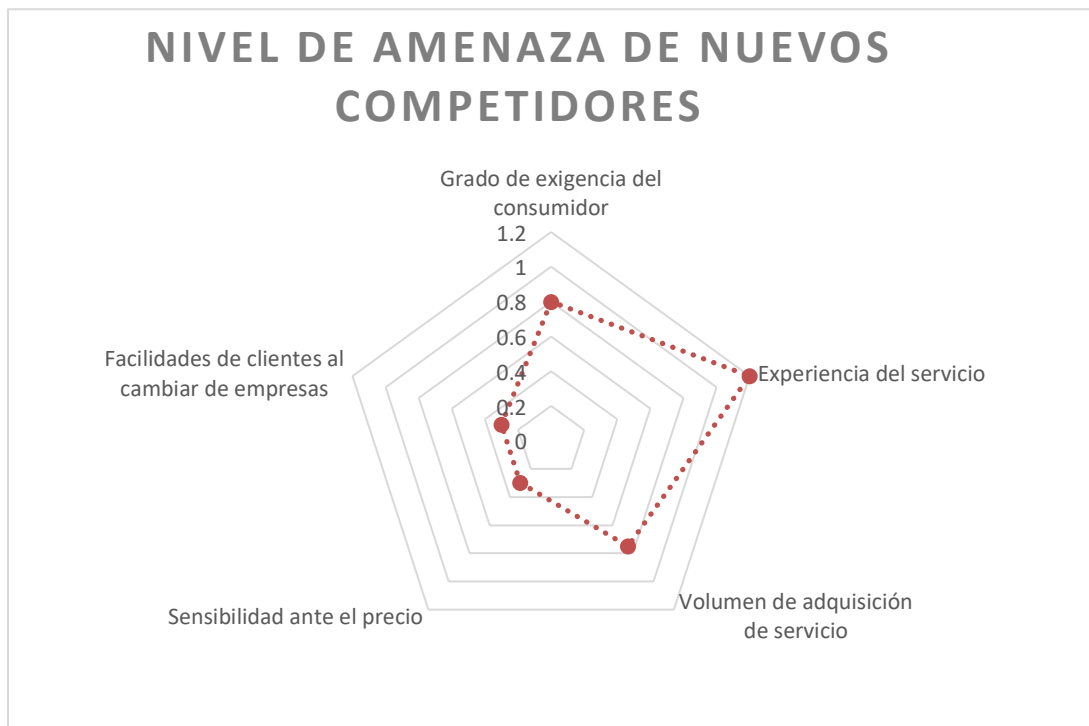 NIVEL DE AMENAZA DE NUEVOS
COMPETIDORES
Grado de exigencia del
consumidor
1.2
1
0.8
0.6
0.4
0.2
0
Experiencia del servicio
Volumen de adquisición
de servicio
Sensibilidad ante el precio
Facilidades de clientes al
cambiar de empresas